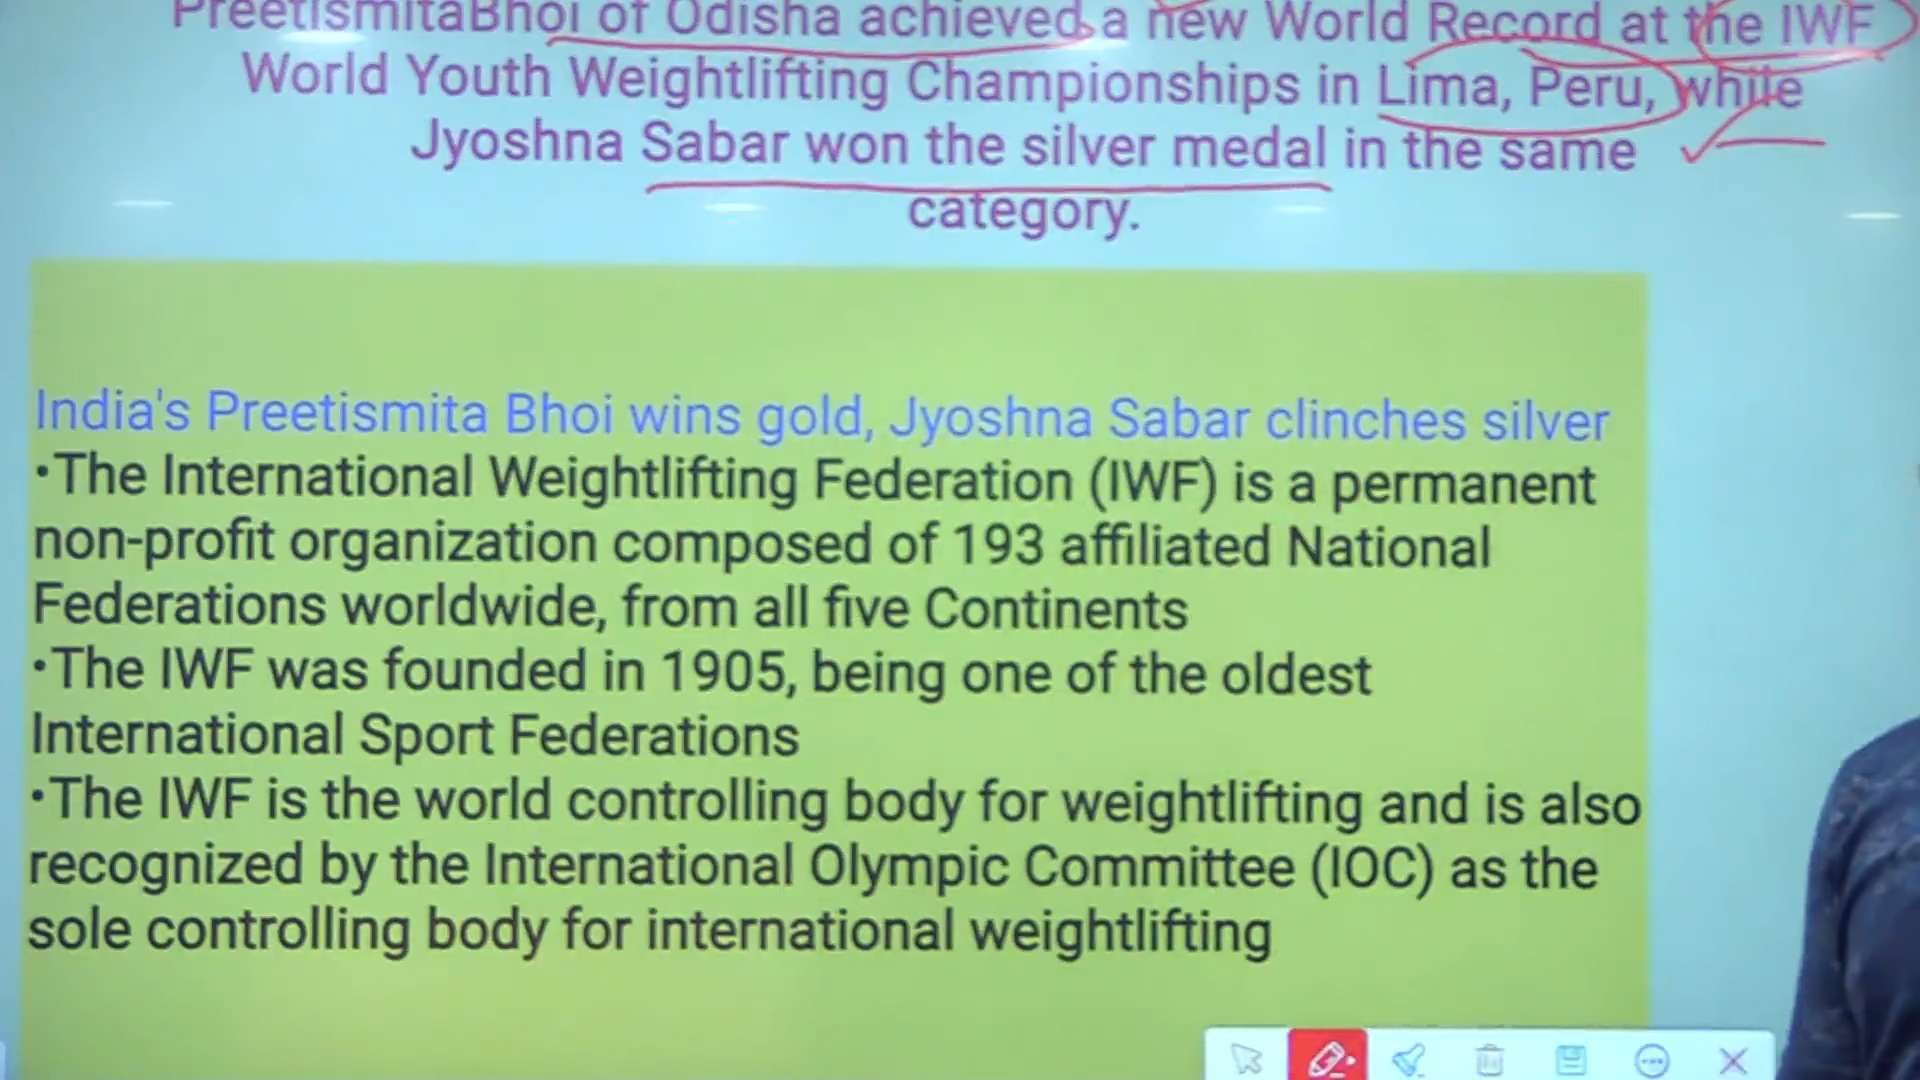 PreetismitaBhoi of Odisha achieved a new World Record at the IWF
World Youth Weightlifting Championships in Lima, Peru, while
Jyoshna Sabar won the silver medal in the same
category.
India's Preetismita Bhoi wins gold, Jyoshna Sabar clinches silver
•The International Weightlifting Federation (IWF) is a permanent
non-profit organization composed of 193 affiliated National
Federations worldwide, from all five Continents
•The IWF was founded in 1905, being one of the oldest
International Sport Federations
•The IWF is the world controlling body for weightlifting and is also
recognized by the International Olympic Committee (IOC) as the
sole controlling body for international weightlifting